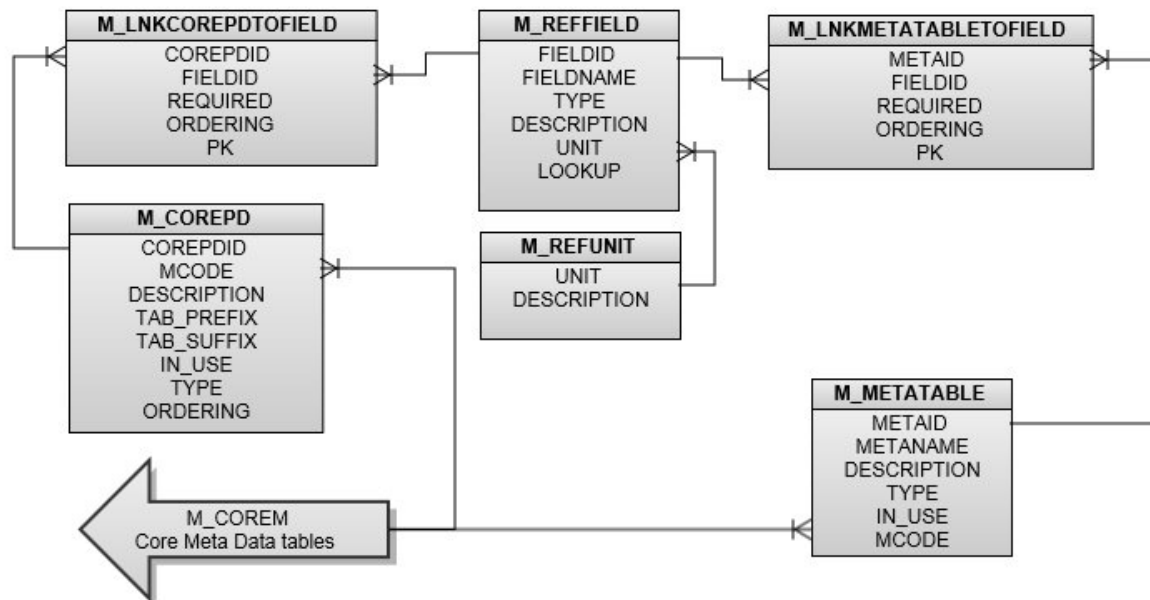 M_LNKCOREPDTOFIELD
COREPDID
FIELDID
REQUIRED
ORDERING
PK
M_REFFIELD
FIELDID
FIELDNAME
TYPE
DESCRIPTION
UNIT
LOOKUP
M_LNKMETATABLETOFIELD
METAID
FIELDID
REQUIRED
ORDERING
PK
M_COREPD
COREPDID
MCODE
DESCRIPTION
TAB_PREFIX
TAB_SUFFIX
IN_USE
TYPE
ORDERING
M_REFUNIT
UNIT
DESCRIPTION
M_METATABLE
METAID
METANAME
DESCRIPTION
TYPE
IN_USE
MCODE
M_COREM
Core Meta Data tables